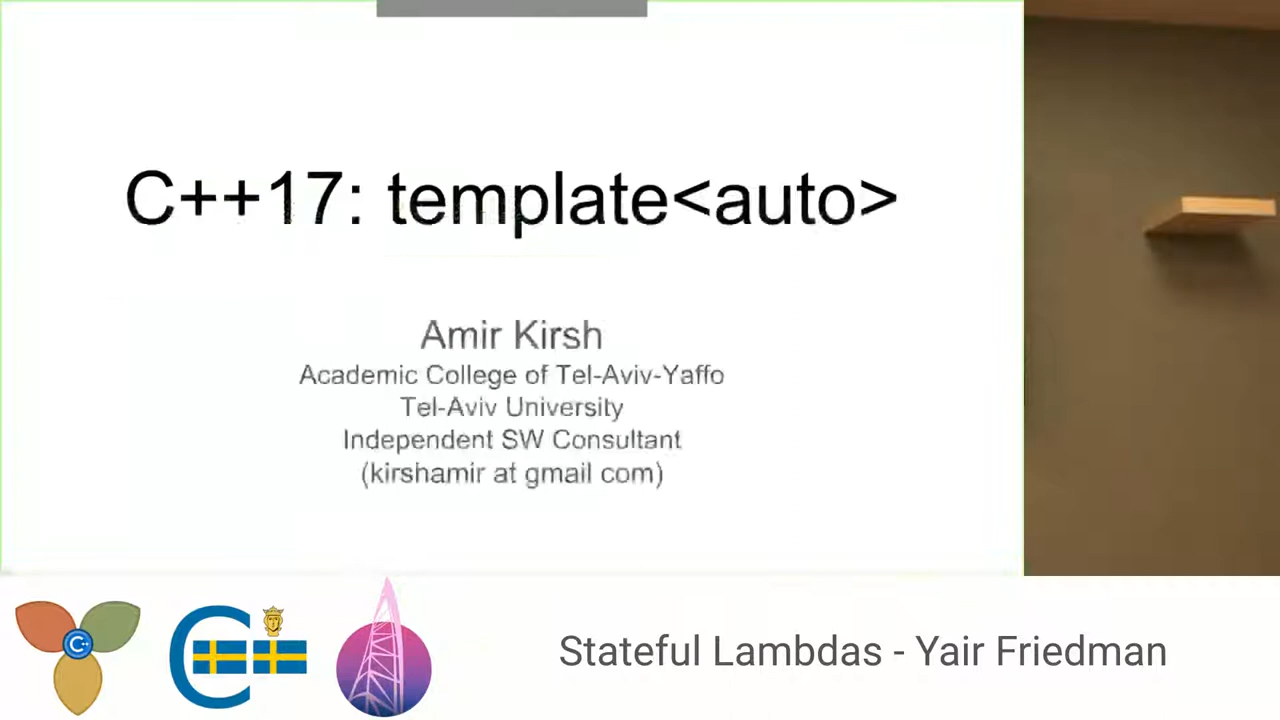 C++17: template<auto>
Amir Kirsh
Academic College of Tel-Aviv-Yaffo
Tel-Aviv University
Independent SW Consultant
(kirshamir at gmail com)
C++
C++
Stateful Lambdas - Yair Friedman